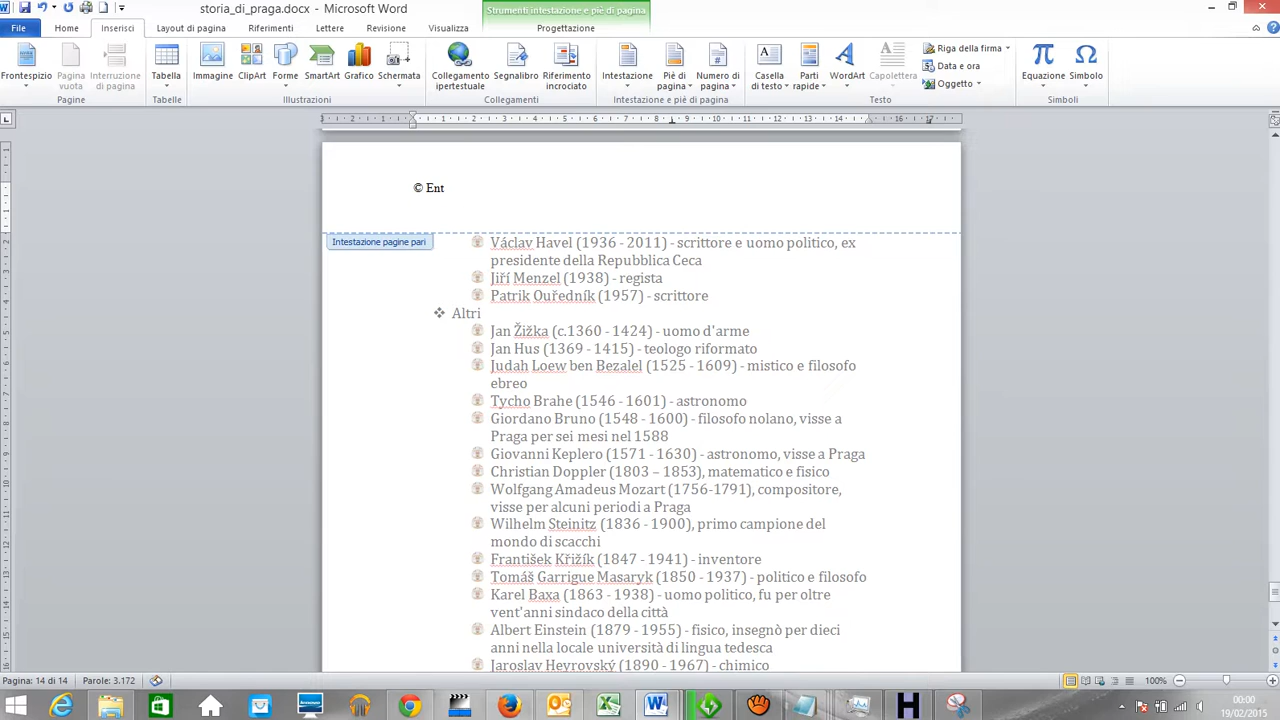 storia_di_praga.docx - Microsoft Word
Strumenti intestazione e piè di pagina
File Home Inserisci Layout di pagina Riferimenti Lettere Revisione Visualizza Progettazione
Frontespizio
Pagina vuota
Interruzione di pagina
Tabella
Immagine
ClipArt
Forme
SmartArt
Grafico
Schermata
Collegamento ipertestuale
Segnalibro
Riferimento incrociato
Intestazione
Piè di pagina
Numero di pagina
Casella di testo
Parti rapide
WordArt
Capolettera
Riga della firma
Data e ora
Oggetto
Equazione
Simbolo
Pagine Tabelle Illustrazioni Collegamenti Intestazione e piè di pagina Testo Simboli
© Ent
Intestazione pagine pari
Václav Havel (1936 - 2011) - scrittore e uomo politico, ex
presidente della Repubblica Ceca
Jiří Menzel (1938) - regista
Patrik Ouředník (1957) - scrittore
Altri
Jan Žižka (c.1360 - 1424) - uomo d'arme
Jan Hus (1369 - 1415) - teologo riformato
Judah Loew ben Bezalel (1525 - 1609) - mistico e filosofo
ebreo
Tycho Brahe (1546 - 1601) - astronomo
Giordano Bruno (1548 - 1600) - filosofo nolano, visse a
Praga per sei mesi nel 1588
Giovanni Keplero (1571 - 1630) - astronomo, visse a Praga
Christian Doppler (1803 – 1853), matematico e fisico
Wolfgang Amadeus Mozart (1756-1791), compositore,
visse per alcuni periodi a Praga
Wilhelm Steinitz (1836 - 1900), primo campione del
mondo di scacchi
František Křižík (1847 - 1941) - inventore
Tomáš Garrigue Masaryk (1850 - 1937) - politico e filosofo
Karel Baxa (1863 - 1938) - uomo politico, fu per oltre
vent'anni sindaco della città
Albert Einstein (1879 - 1955) - fisico, insegnò per dieci
anni nella locale università di lingua tedesca
Jaroslav Heyrovský (1890 - 1967) - chimico
Pagina: 14 di 14 Parole: 3.172 100%
00:00
19/02/2015